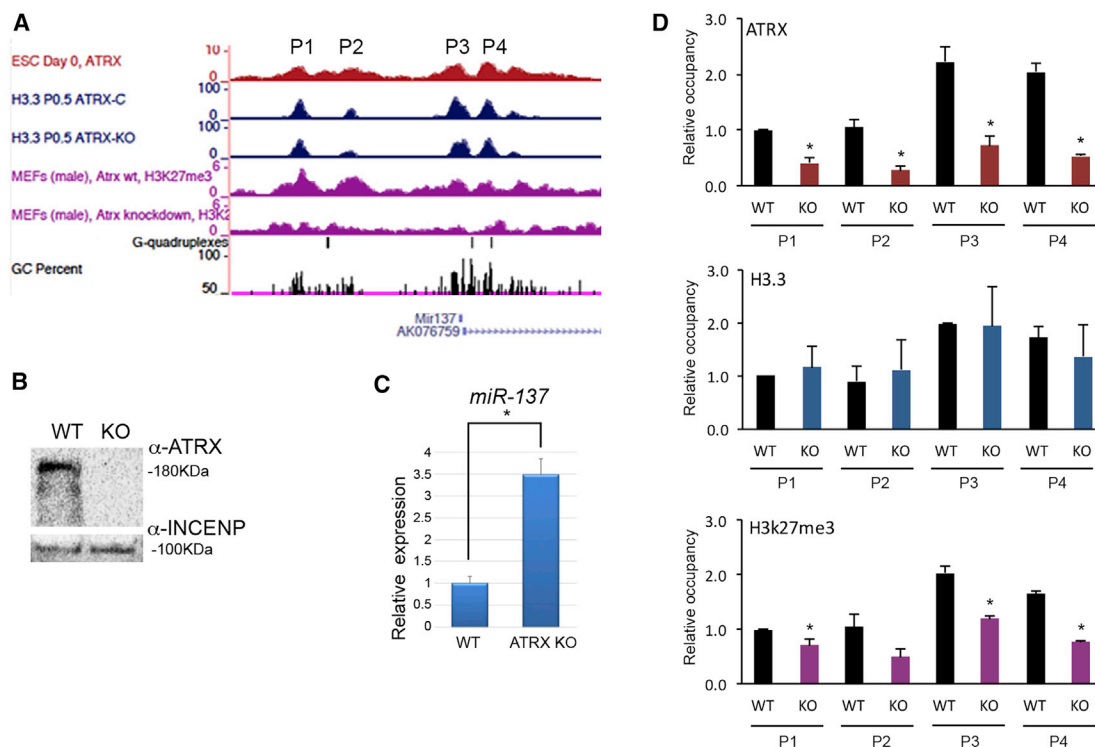 A
P1 P2 P3 P4
ESC Day 0, ATRX
10
0
H3.3 P0.5 ATRX-C
100
0
H3.3 P0.5 ATRX-KO
100
0
MEFs (male), Atrx wt, H3K27me3
6
0
MEFs (male), Atrx knockdown, H3K2
6
0
G-quadruplexes
GC Percent
100
50
Mir137
AK076759
B
WT KO
α-ATRX
-180KDa
α-INCENP
-100KDa
C
miR-137
*
Relative expression
4
3.5
3
2.5
2
1.5
1
0.5
0
WT ATRX KO
D
ATRX
Relative occupancy
3.0
2.0
1.0
0.0
* * * *
WT KO WT KO WT KO WT KO
P1 P2 P3 P4
H3.3
Relative occupancy
3.0
2.0
1.0
0.0
WT KO WT KO WT KO WT KO
P1 P2 P3 P4
H3k27me3
Relative occupancy
3.0
2.0
1.0
0.0
* * *
WT KO WT KO WT KO WT KO
P1 P2 P3 P4